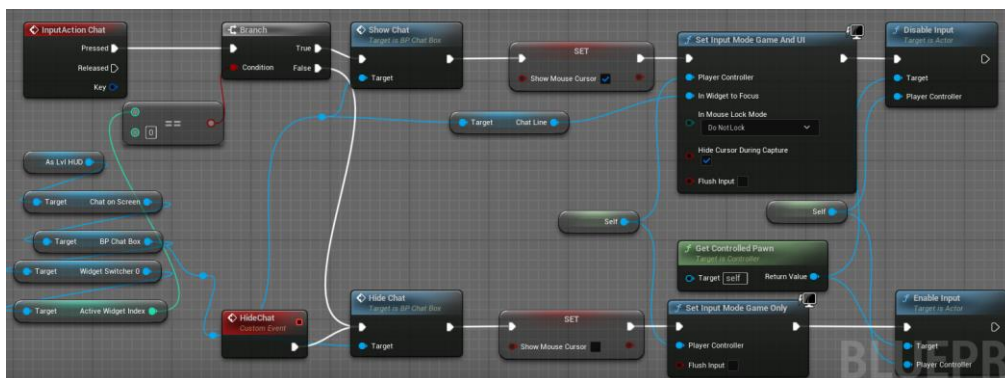 InputAction Chat
Pressed
Released
Key
Branch
True
Condition
False
Show Chat
Target is BP Chat Box
Target
SET
Show Mouse Cursor
Set Input Mode Game And UI
Player Controller
In Widget to Focus
In Mouse Lock Mode
Do Not Lock
Hide Cursor During Capture
Flush Input
Disable Input
Target is Actor
Target
Player Controller
0
==
Target
Chat Line
As Lvl HUD
Target
Chat on Screen
Target
BP Chat Box
Target
Widget Switcher 0
Target
Active Widget Index
Self
Self
Get Controlled Pawn
Target is Controller
Target
self
Return Value
HideChat
Custom Event
Hide Chat
Target is BP Chat Box
Target
SET
Show Mouse Cursor
Set Input Mode Game Only
Player Controller
Flush Input
Enable Input
Target is Actor
Target
Player Controller
BLUEPR